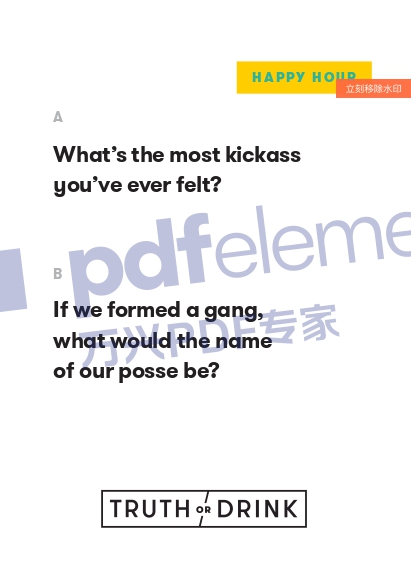 HAPPY HOUR
立刻移除水印
A
What's the most kickass
you've ever felt?
pdfeleme
B
If we formed a gang,
what would the name
of our posse be?
万兴PDF专家
TRUTH OR DRINK